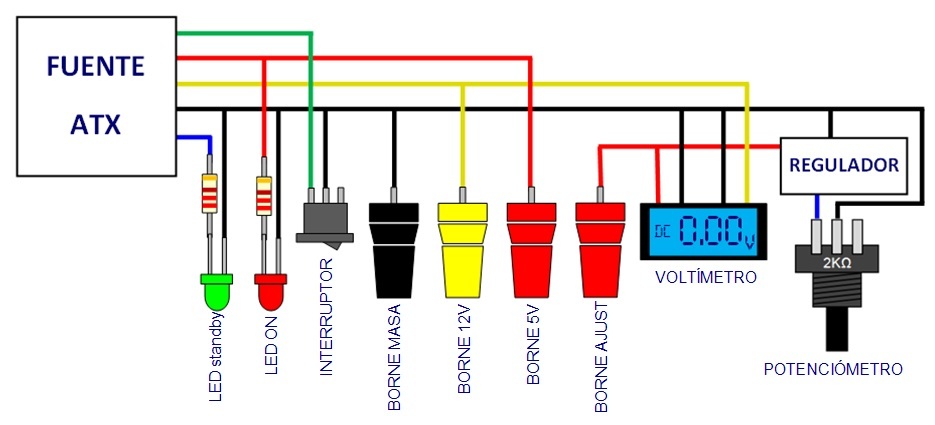 FUENTE
ATX
REGULADOR
DC 0.00 V
2KΩ
VOLTÍMETRO
POTENCIÓMETRO
LED standby
LED ON
INTERRUPTOR
BORNE MASA
BORNE 12V
BORNE 5V
BORNE AJUST